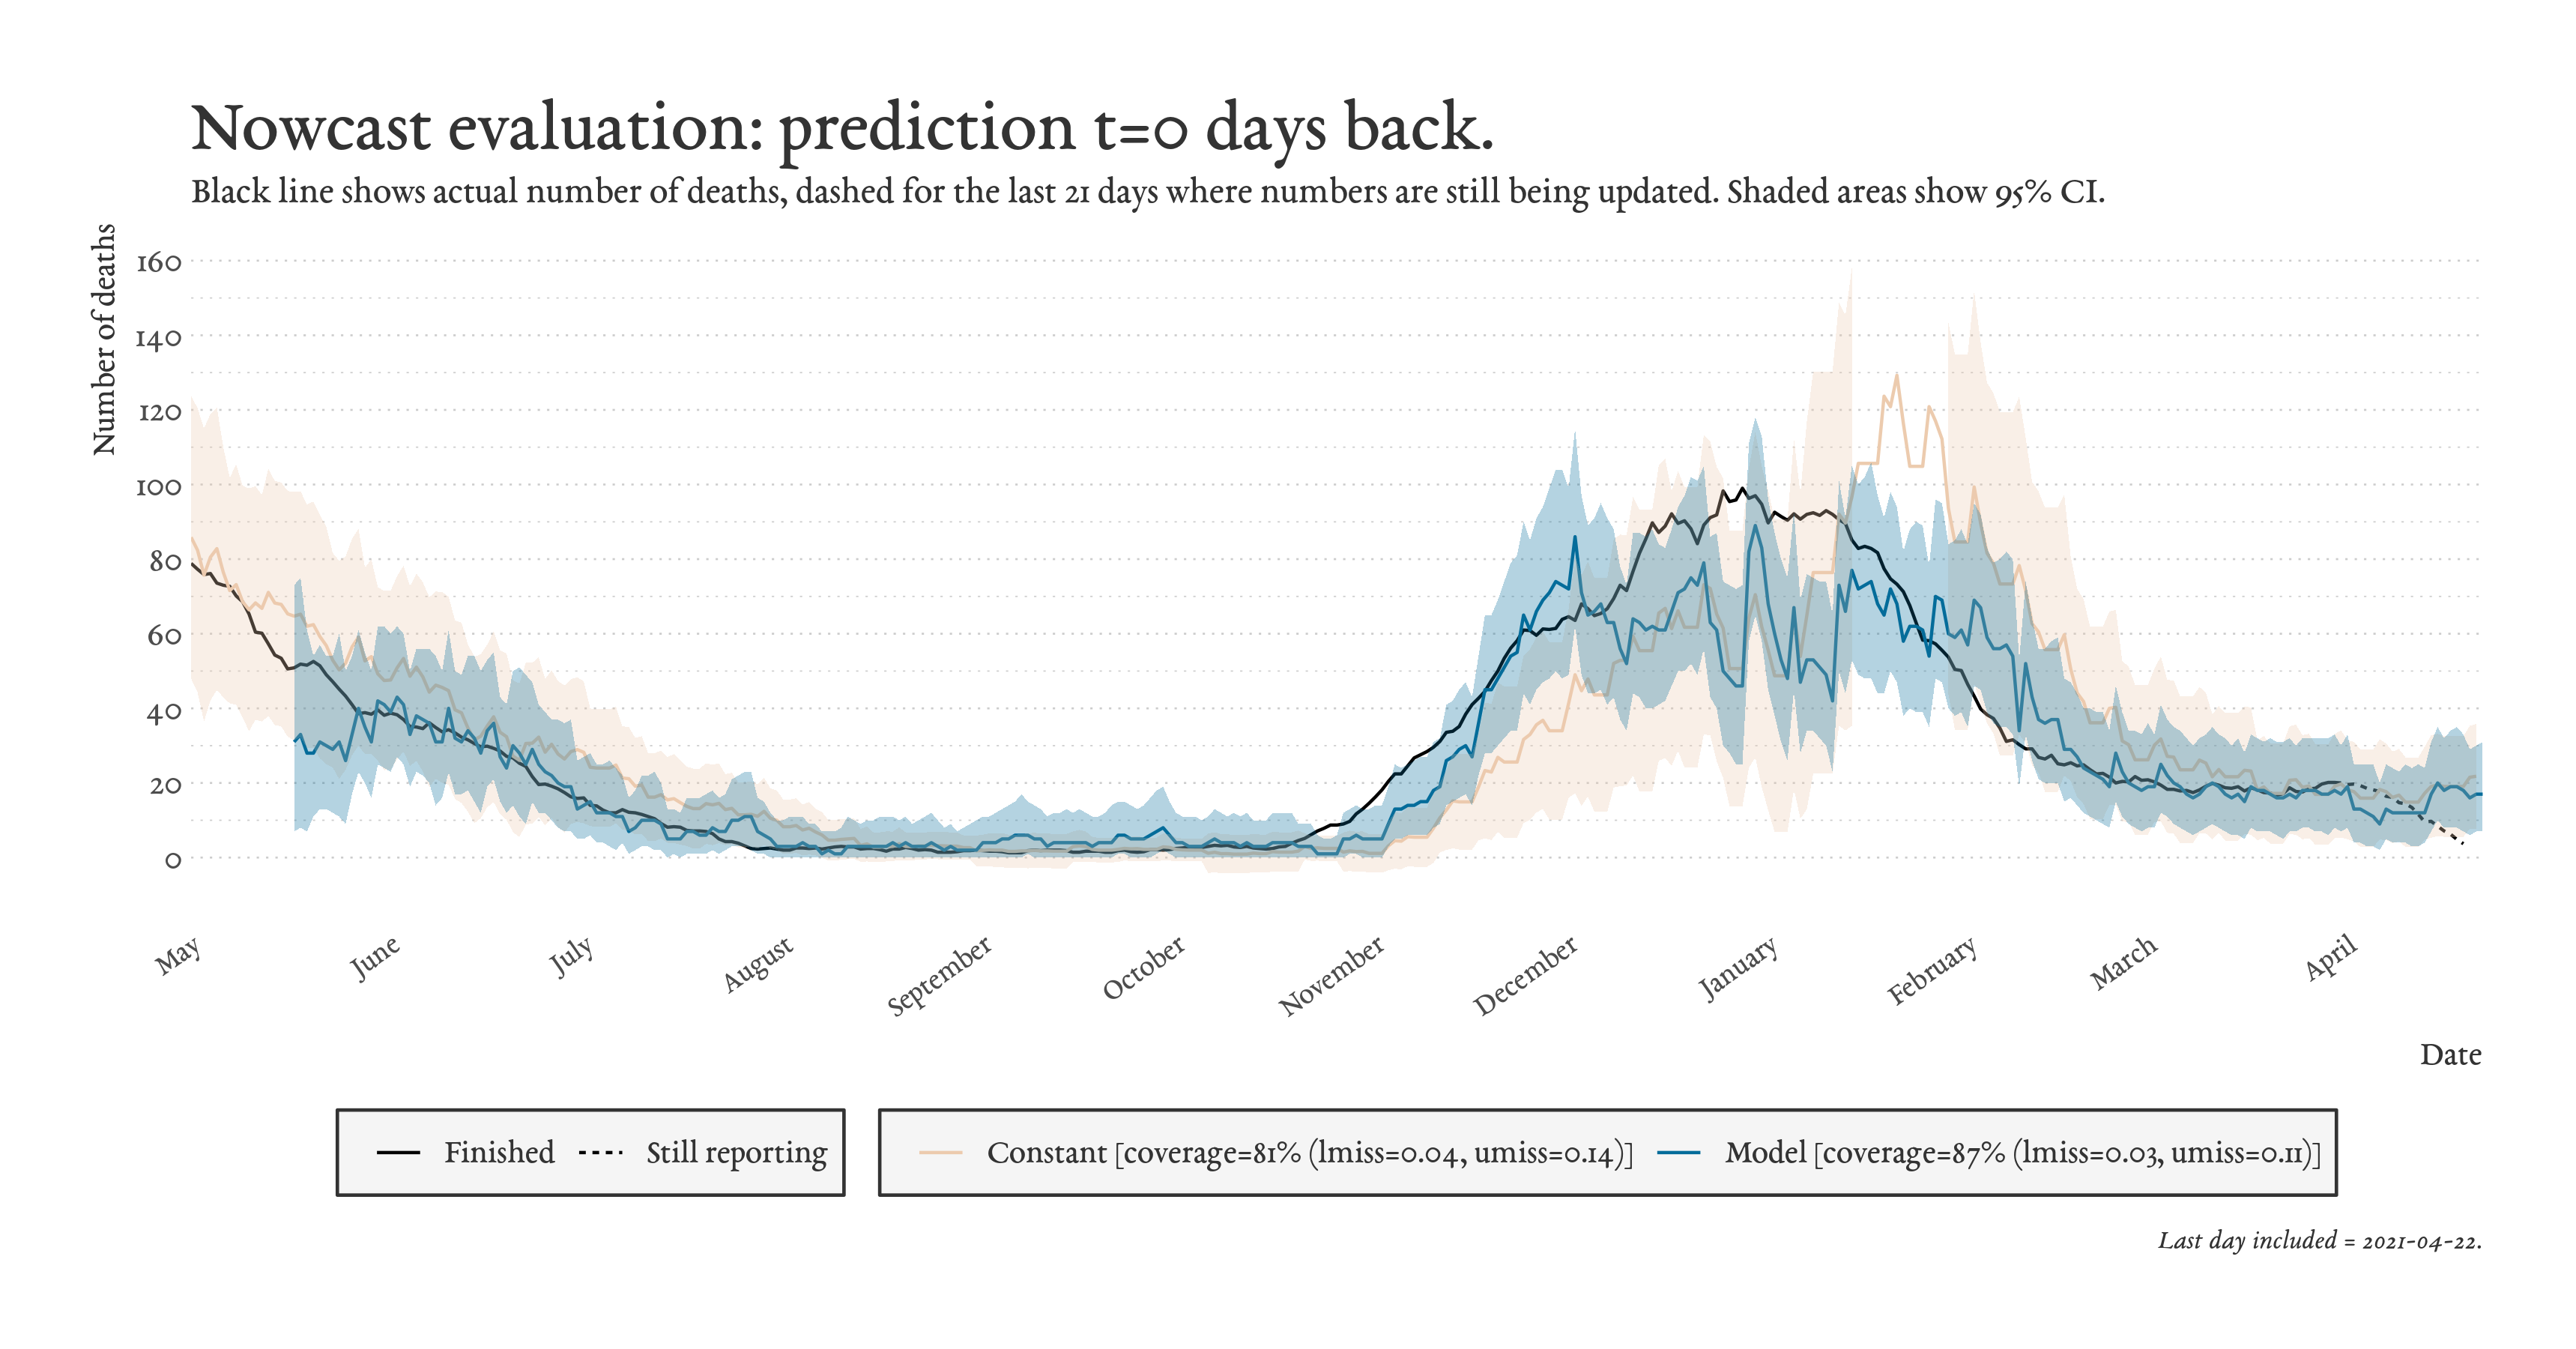 Nowcast evaluation: prediction t=0 days back.
Black line shows actual number of deaths, dashed for the last 21 days where numbers are still being updated. Shaded areas show 95% CI.
Number of deaths
160
140
120
100
80
60
40
20
0
May
June
July
August
September
October
November
December
January
February
March
April
Date
Finished
Still reporting
Constant [coverage=81% (lmiss=0.04, umiss=0.14)]
Model [coverage=87% (lmiss=0.03, umiss=0.11)]
Last day included = 2021-04-22.